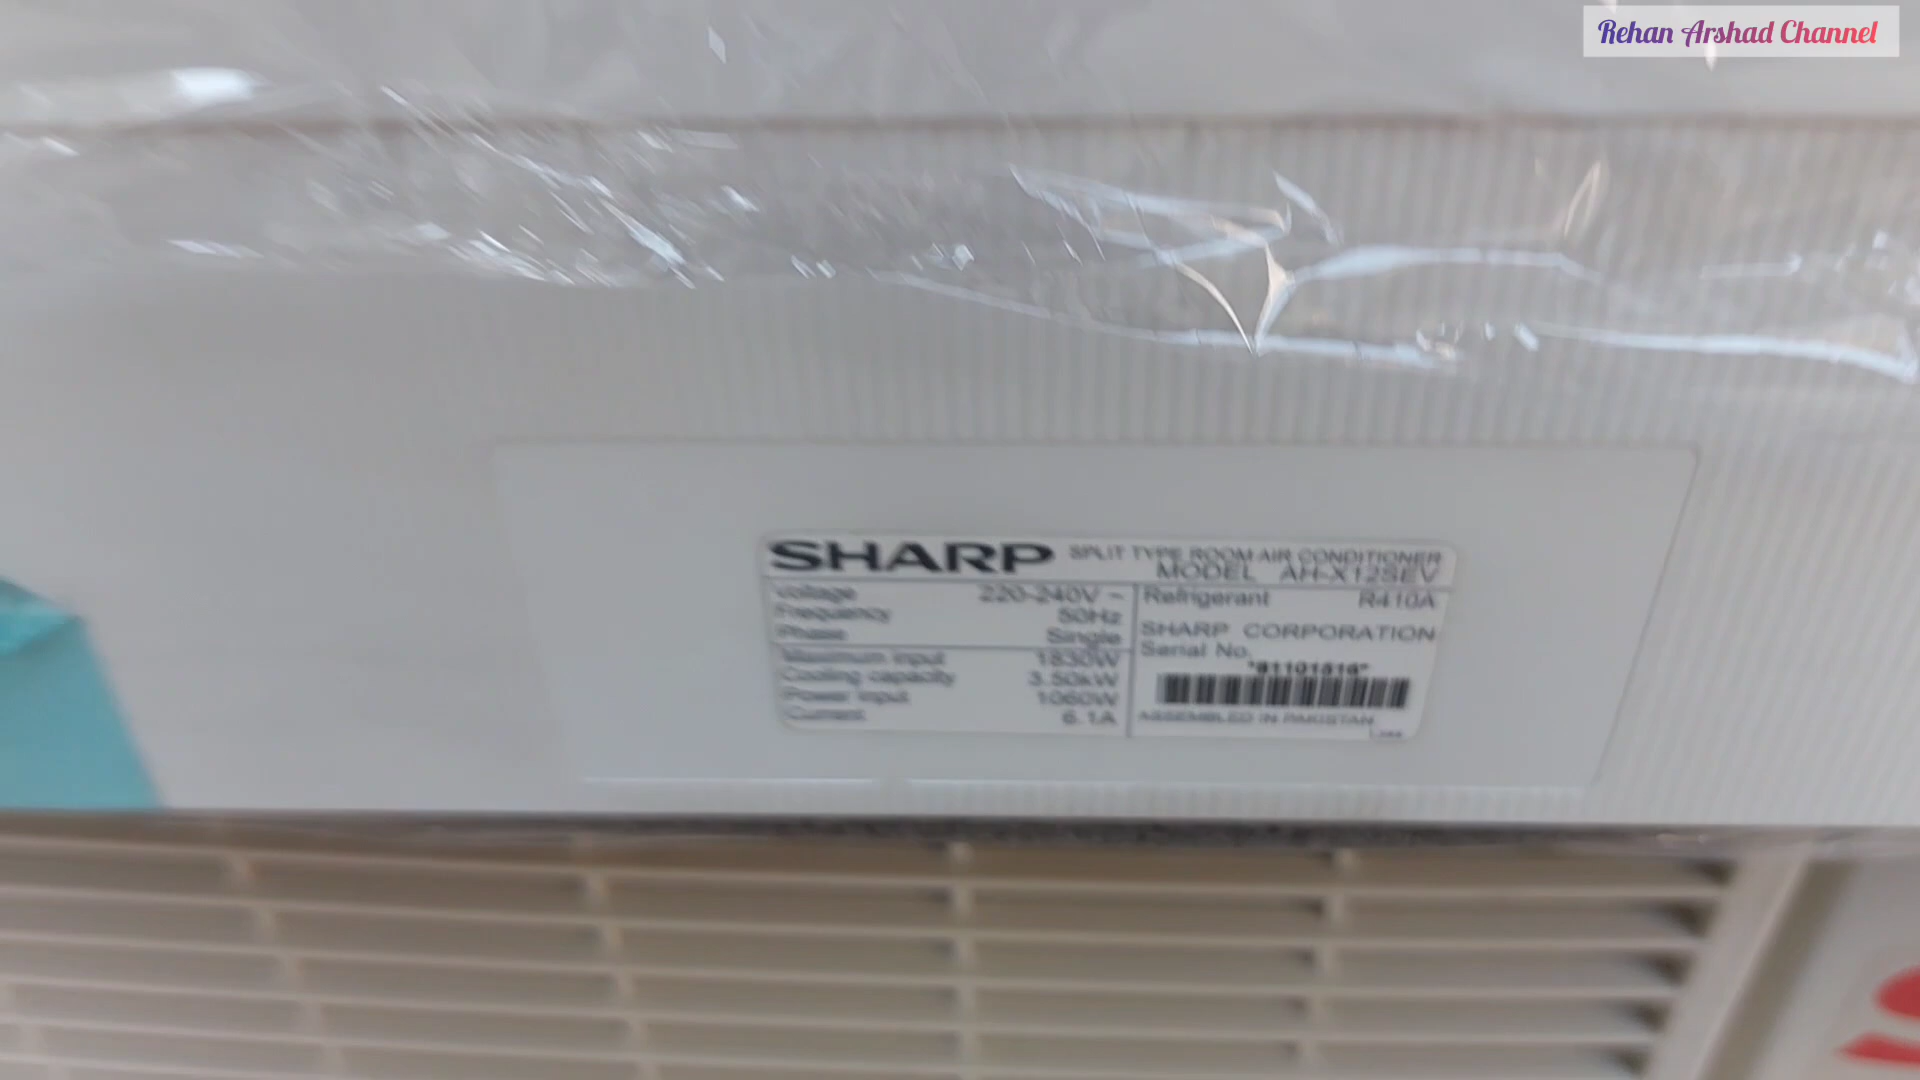 Rehan Arshad Channel
SHARP SPLIT TYPE ROOM AIR CONDITIONER
MODEL AH-X12SEV
Voltage 220-240V ~
Frequency 50Hz
Phase Single
Maximum input 1830W
Cooling capacity 3.50kW
Power input 1060W
Current 6.1A
Refrigerant R410A
SHARP CORPORATION
Serial No.
ASSEMBLED IN PAKISTAN